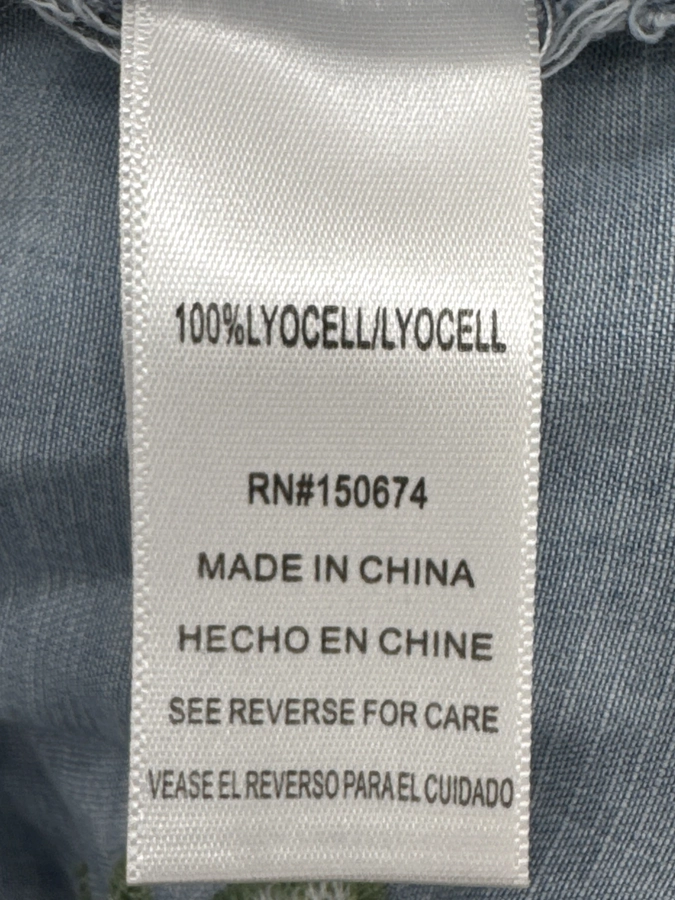 100%LYOCELL/LYOCELL
RN#150674
MADE IN CHINA
HECHO EN CHINE
SEE REVERSE FOR CARE
VEASE EL REVERSO PARA EL CUIDADO